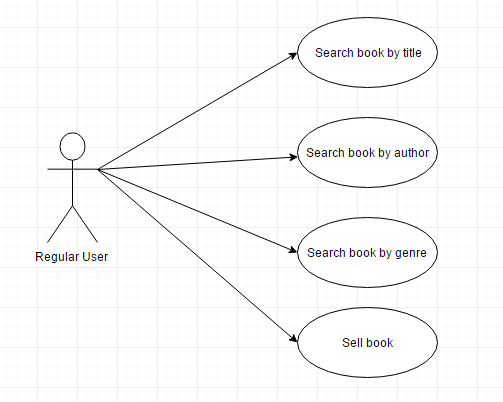 Search book by title
Search book by author
Search book by genre
Regular User
Sell book